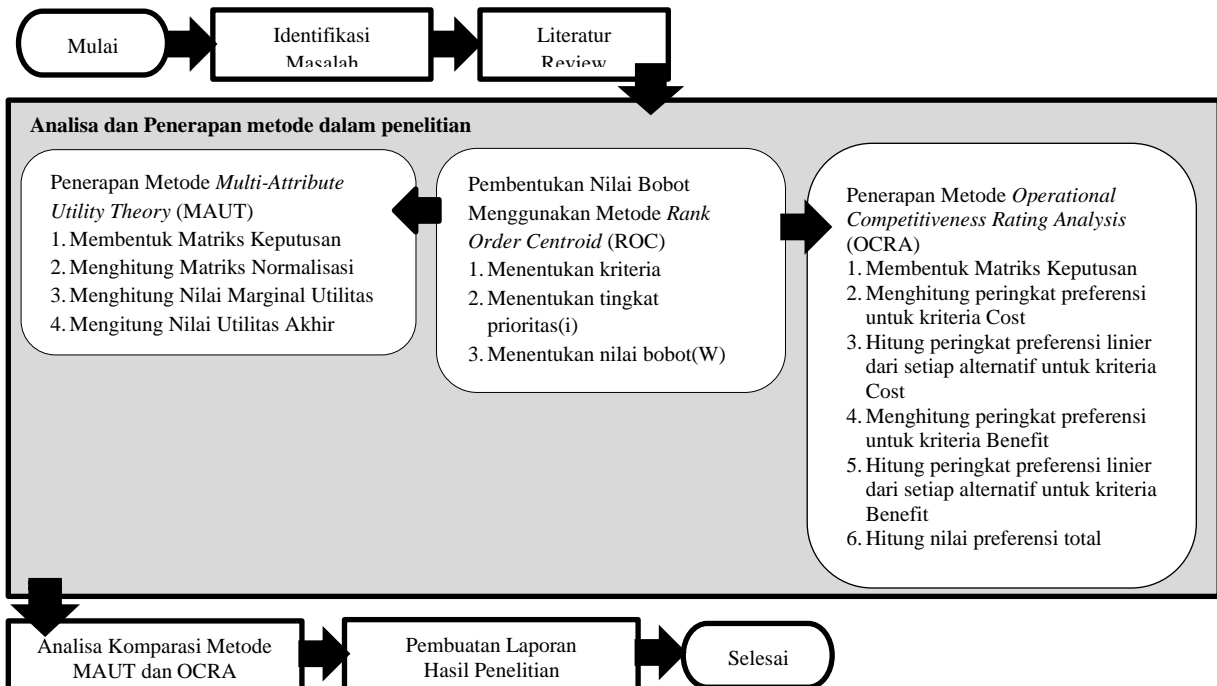 Mulai
Identifikasi
Masalah
Literatur
Review
Analisa dan Penerapan metode dalam penelitian
Penerapan Metode Multi-Attribute
Utility Theory (MAUT)
1. Membentuk Matriks Keputusan
2. Menghitung Matriks Normalisasi
3. Menghitung Nilai Marginal Utilitas
4. Mengitung Nilai Utilitas Akhir
Pembentukan Nilai Bobot
Menggunakan Metode Rank
Order Centroid (ROC)
1. Menentukan kriteria
2. Menentukan tingkat
prioritas(i)
3. Menentukan nilai bobot(W)
Penerapan Metode Operational
Competitiveness Rating Analysis
(OCRA)
1. Membentuk Matriks Keputusan
2. Menghitung peringkat preferensi
untuk kriteria Cost
3. Hitung peringkat preferensi linier
dari setiap alternatif untuk kriteria
Cost
4. Menghitung peringkat preferensi
untuk kriteria Benefit
5. Hitung peringkat preferensi linier
dari setiap alternatif untuk kriteria
Benefit
6. Hitung nilai preferensi total
Analisa Komparasi Metode
MAUT dan OCRA
Pembuatan Laporan
Hasil Penelitian
Selesai